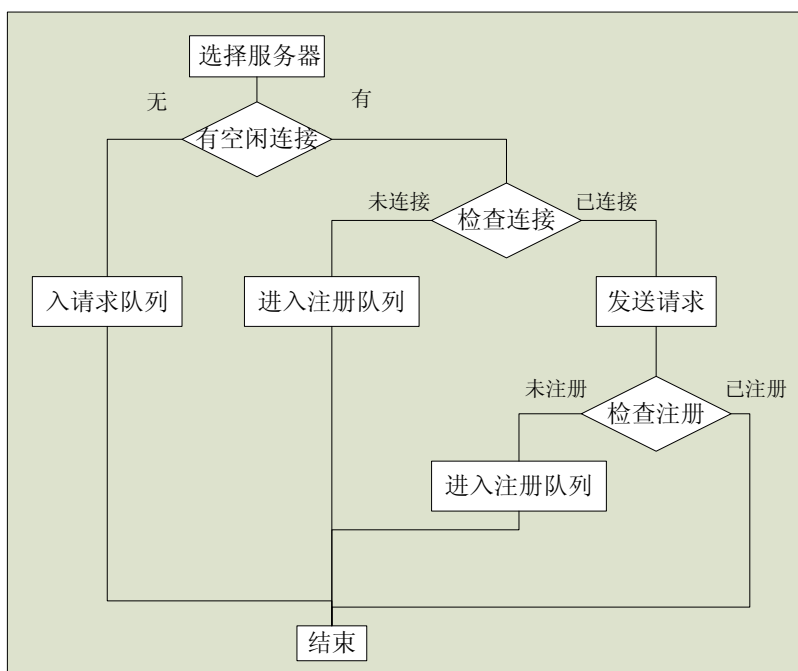 选择服务器
无
有
有空闲连接
未连接
检查连接
已连接
入请求队列
进入注册队列
发送请求
未注册
检查注册
已注册
进入注册队列
结束